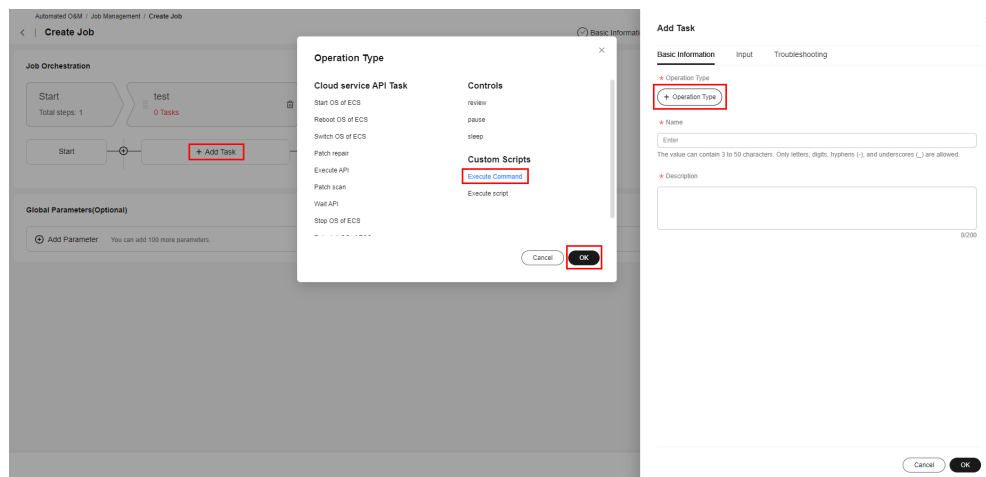 Automated O&M / Job Management / Create Job
Create Job
Basic Informati
Job Orchestration
Start
Total steps: 1
test
0 Tasks
Start
+ Add Task
Global Parameters(Optional)
Add Parameter You can add 100 more parameters.
Operation Type
Cloud service API Task
Start OS of ECS
Reboot OS of ECS
Switch OS of ECS
Patch repair
Execute API
Patch scan
Wait API
Stop OS of ECS
Controls
review
pause
sleep
Custom Scripts
Execute Command
Execute script
Cancel OK
Add Task
Basic Information Input Troubleshooting
* Operation Type
+ Operation Type
* Name
Enter
The value can contain 3 to 50 characters. Only letters, digits, hyphens (-), and underscores (_) are allowed.
* Description
0/200
Cancel OK